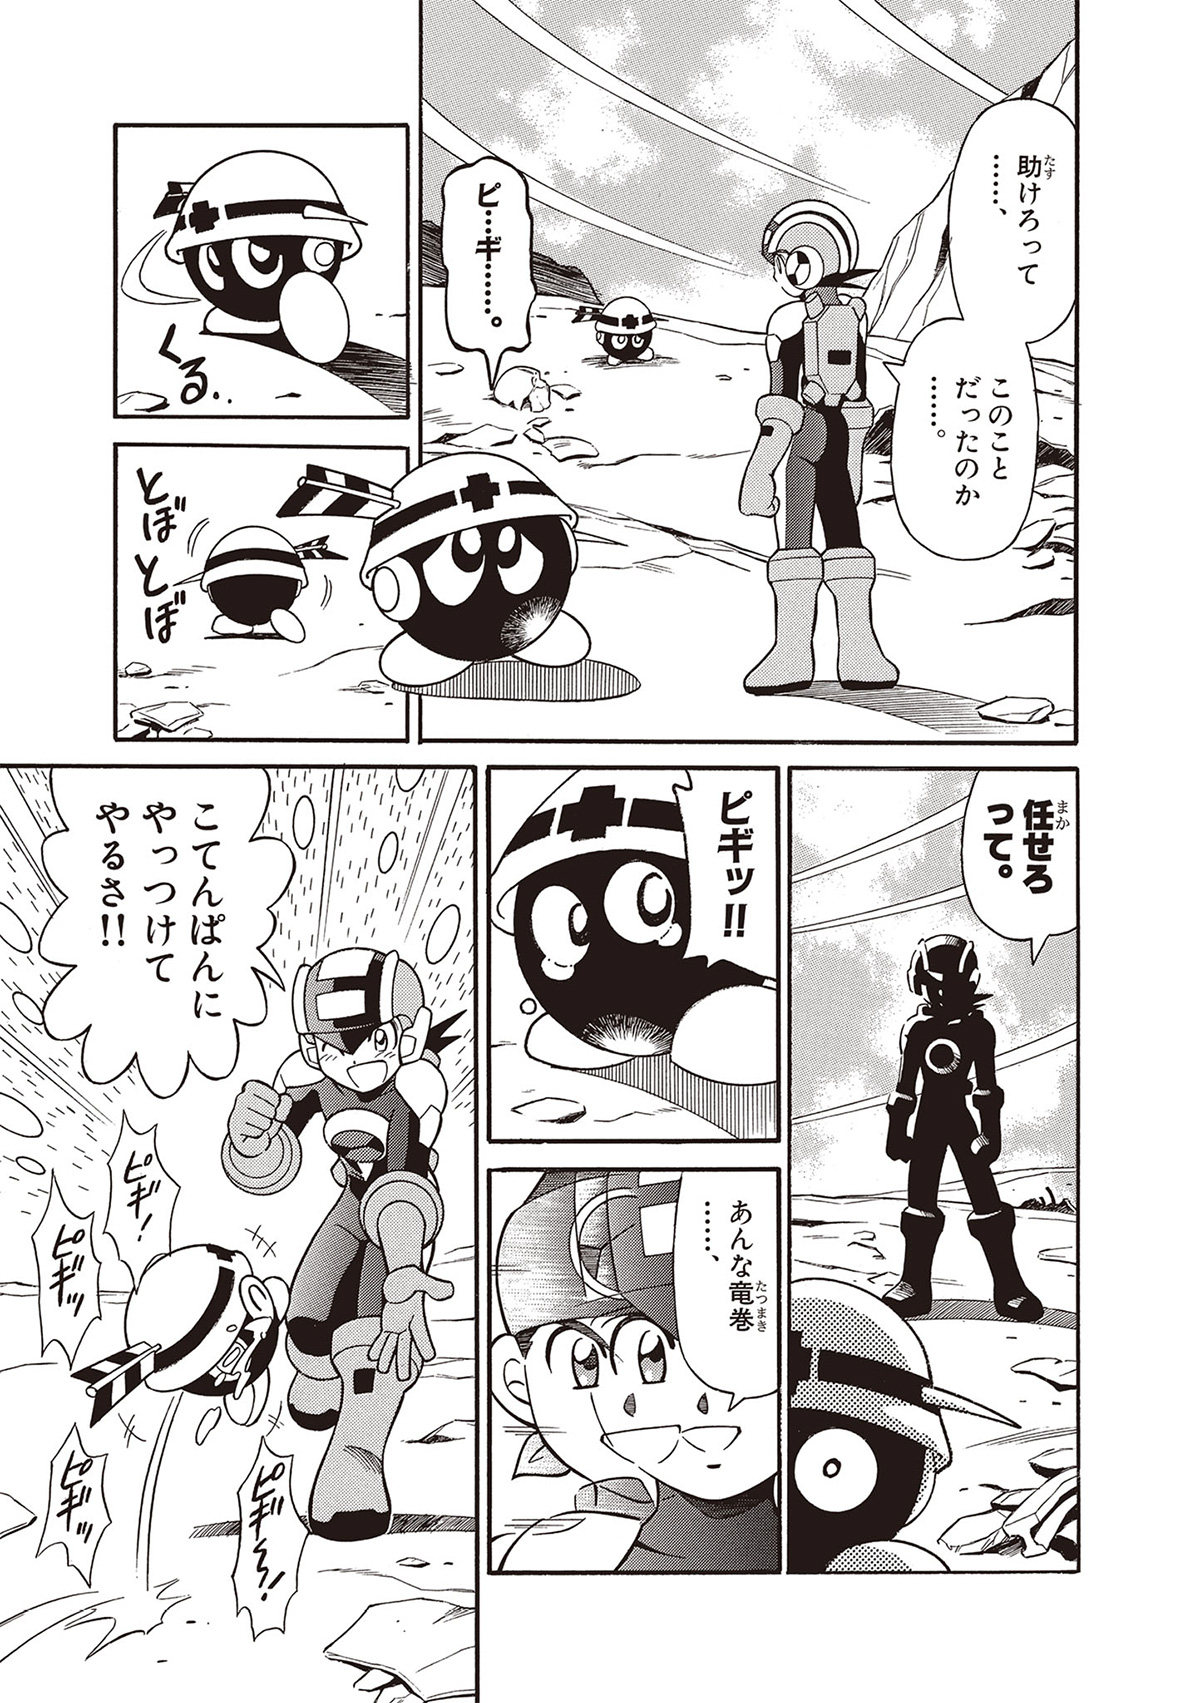 助けろって
……、
このこと
だったのか
……。
ピ…ギ……。
くる‥
とぼ
とぼ
任せろ
って。
ピギッ!!
あんな竜巻
……、
こてんぱんに
やっつけて
やるさ!!
ピギ!
ピギッ
ピギッ
ピギ〜!